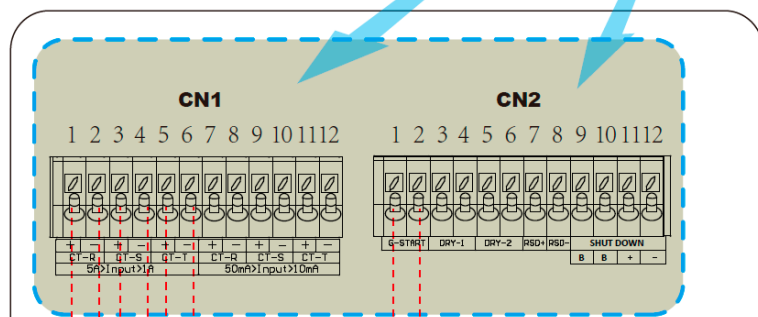 CN1 CN2
1 2 3 4 5 6 7 8 9 10 11 12 1 2 3 4 5 6 7 8 9 10 11 12
+ − + − + − + − + − + − G-START DRY-1 DRY-2 RSD+ RSD- SHUT DOWN
CT-R CT-S CT-T CT-R CT-S CT-T B B + −
5A>Input>1A 50mA>Input>10mA